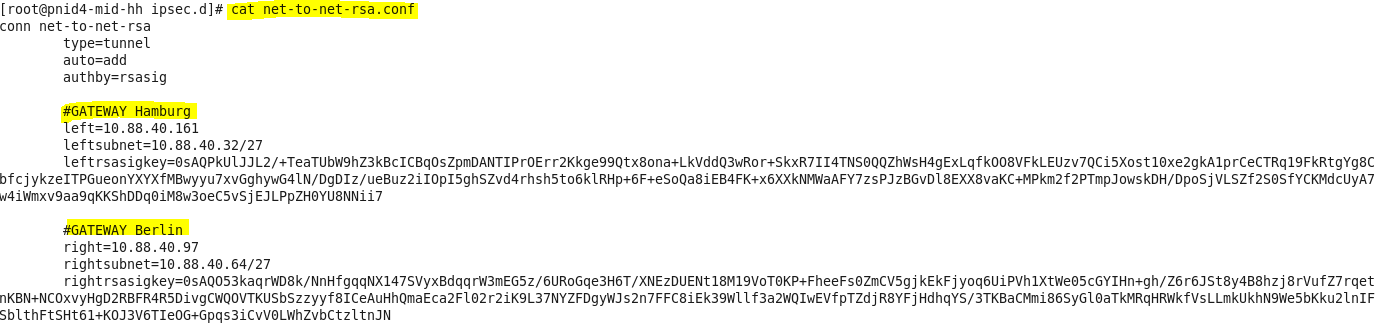 [root@pnid4-mid-hh ipsec.d]# cat net-to-net-rsa.conf
conn net-to-net-rsa
type=tunnel
auto=add
authby=rsasig
#GATEWAY Hamburg
left=10.88.40.161
leftsubnet=10.88.40.32/27
leftrsasigkey=0sAQPkUlJJL2/+TeaTUbW9hZ3kBcICBqOsZpmDANTIPrOErr2Kkge99Qtx8ona+LkVddQ3wRor+SkxR7II4TNS0QQZhWsH4gExLqfkOO8VFkLEUzv7QCi5Xost10xe2gkA1prCeCTRq19FkRtgYg8C
bfcjykzeITPGueonYXYXfMBwyyu7xvGghywG4lN/DgDIz/ueBuz2iIOpI5ghSZvd4rhsh5to6klRHp+6F+eSoQa8iEB4FK+x6XXkNMWaAFY7zsPJzBGvDl8EXX8vaKC+MPkm2f2PTmpJowskDH/DpoSjVLSZf2S0SfYCKMdcUyA7
w4iWmxv9aa9qKKShDDq0iM8w3oeC5vSjEJLPpZH0YU8NNii7
#GATEWAY Berlin
right=10.88.40.97
rightsubnet=10.88.40.64/27
rightrsasigkey=0sAQO53kaqrWD8k/NnHfgqqNX147SVyxBdqqrW3mEG5z/6URoGqe3H6T/XNEzDUENt18M19VoT0KP+FheeFs0ZmCV5gjkEkFjyoq6UiPVh1XtWe05cGYIHn+gh/Z6r6JSt8y4B8hzj8rVufZ7rqet
nKBN+NCOxvyHgD2RBFR4R5DivgCWQOVTKUSbSzzyyf8ICeAuHhQmaEca2Fl02r2iK9L37NYZFDgyWJs2n7FFC8iEk39Wllf3a2WQIwEVfpTZdjR8YFjHdhqYS/3TKBaCMmi86SyGl0aTkMRqHRWkfVsLLmkUkhN9We5bKku2lnIF
SblthFtSHt61+KOJ3V6TIeOG+Gpqs3iCvV0LWhZvbCtzltnJN